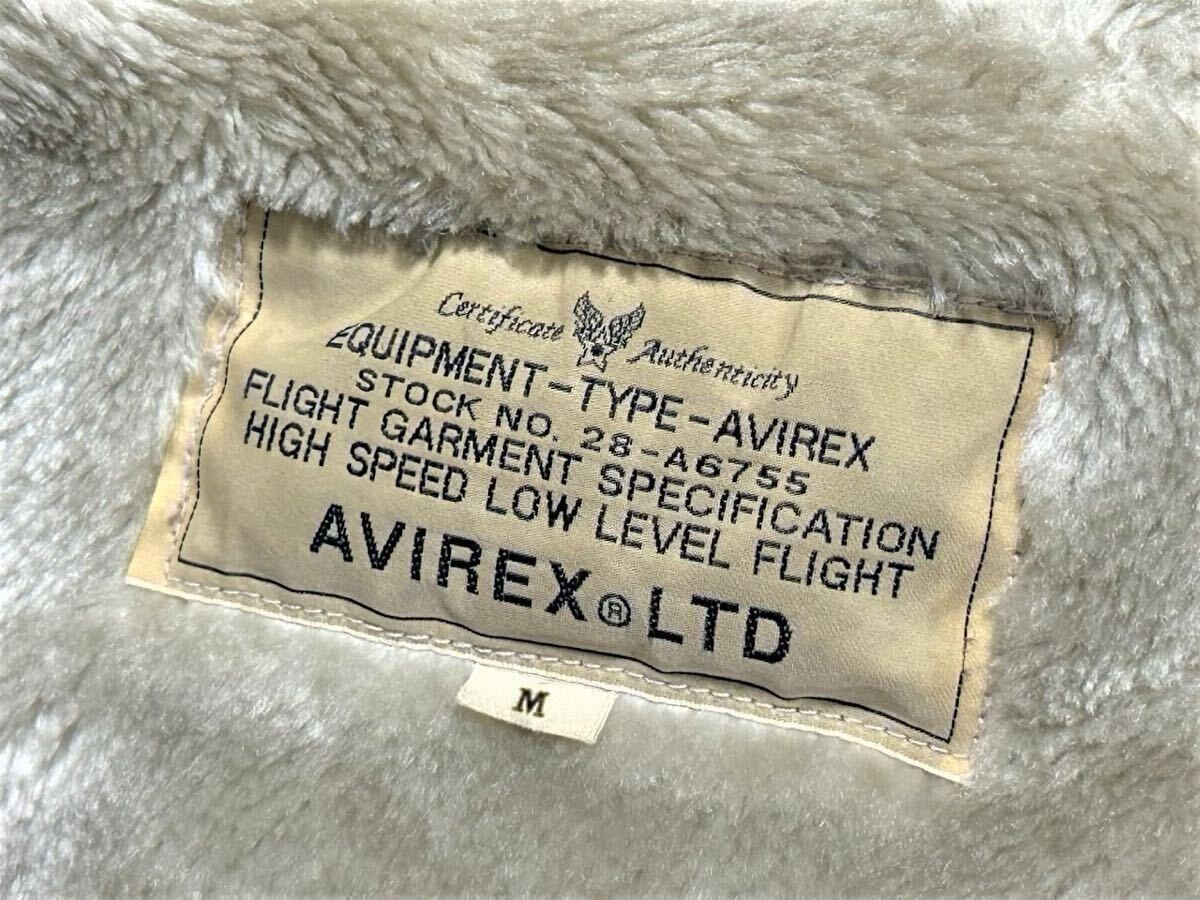 Certificate Authenticity
EQUIPMENT-TYPE-AVIREX
STOCK NO. 28-A6755
FLIGHT GARMENT SPECIFICATION
HIGH SPEED LOW LEVEL FLIGHT
AVIREX® LTD
M